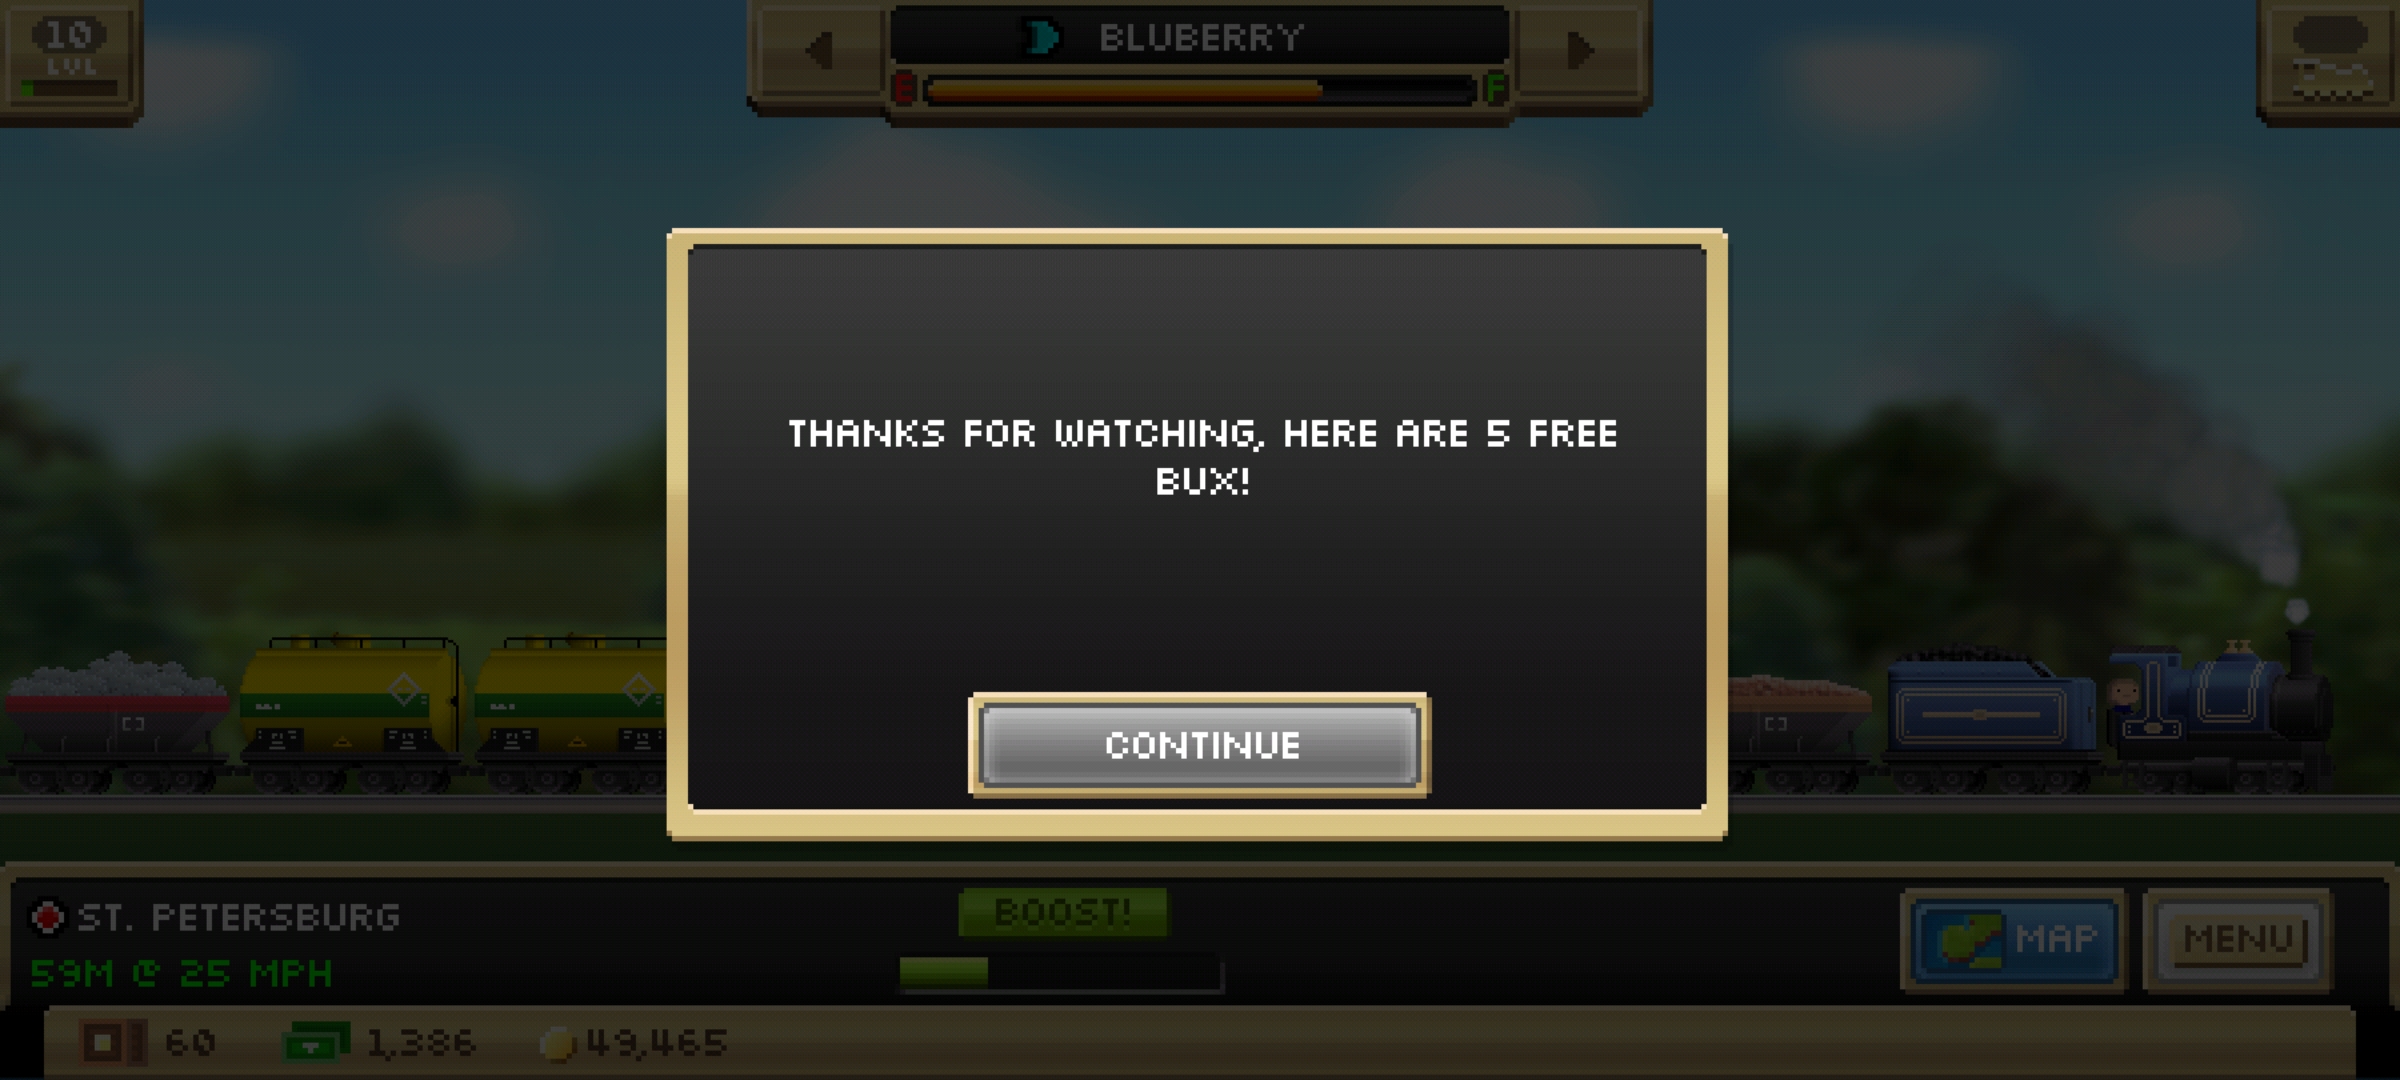 10
LVL
BLUBERRY
E F
THANKS FOR WATCHING, HERE ARE 5 FREE
BUX!
CONTINUE
ST. PETERSBURG
59M @ 25 MPH
BOOST!
MAP
MENU
60 1,386 49,465